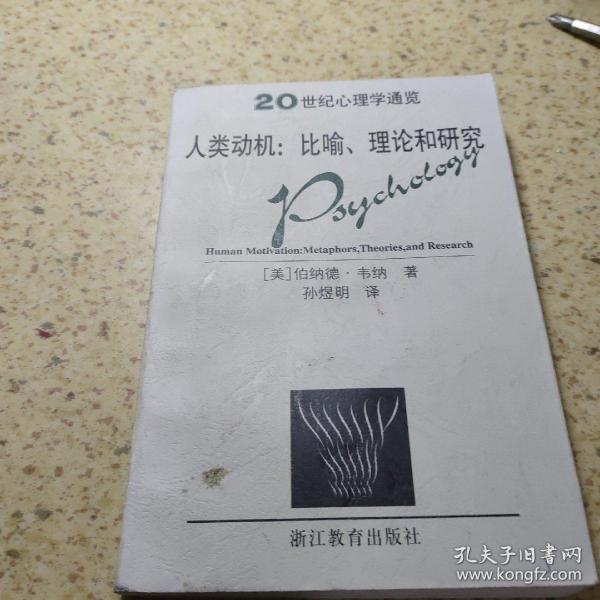 20世纪心理学通览
人类动机：比喻、理论和研究
Psychology
Human Motivation:Metaphors,Theories,and Research
[美]伯纳德·韦纳 著
孙煜明 译
浙江教育出版社
孔夫子旧书网
www.kongfz.com